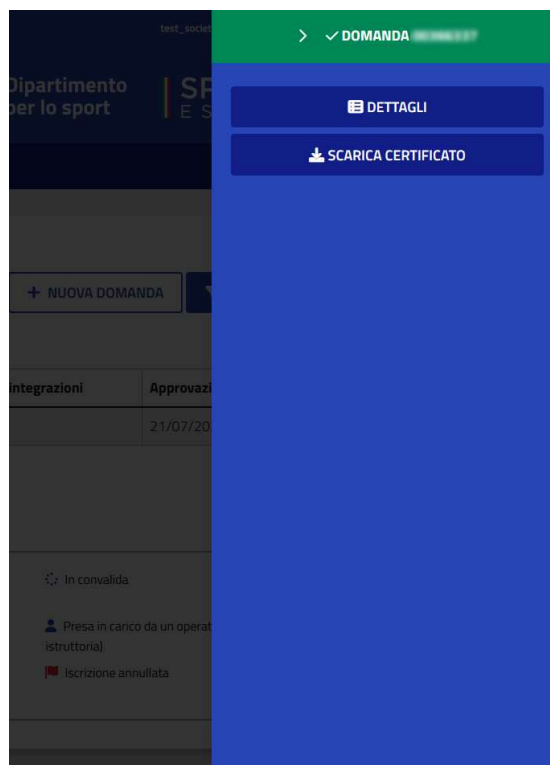 test_societ
DOMANDA
Dipartimento
per lo sport
SP
E S
DETTAGLI
SCARICA CERTIFICATO
+ NUOVA DOMANDA
integrazioni
Approvazi
21/07/20
In convalida
Presa in carico da un operat
istruttoria)
Iscrizione annullata